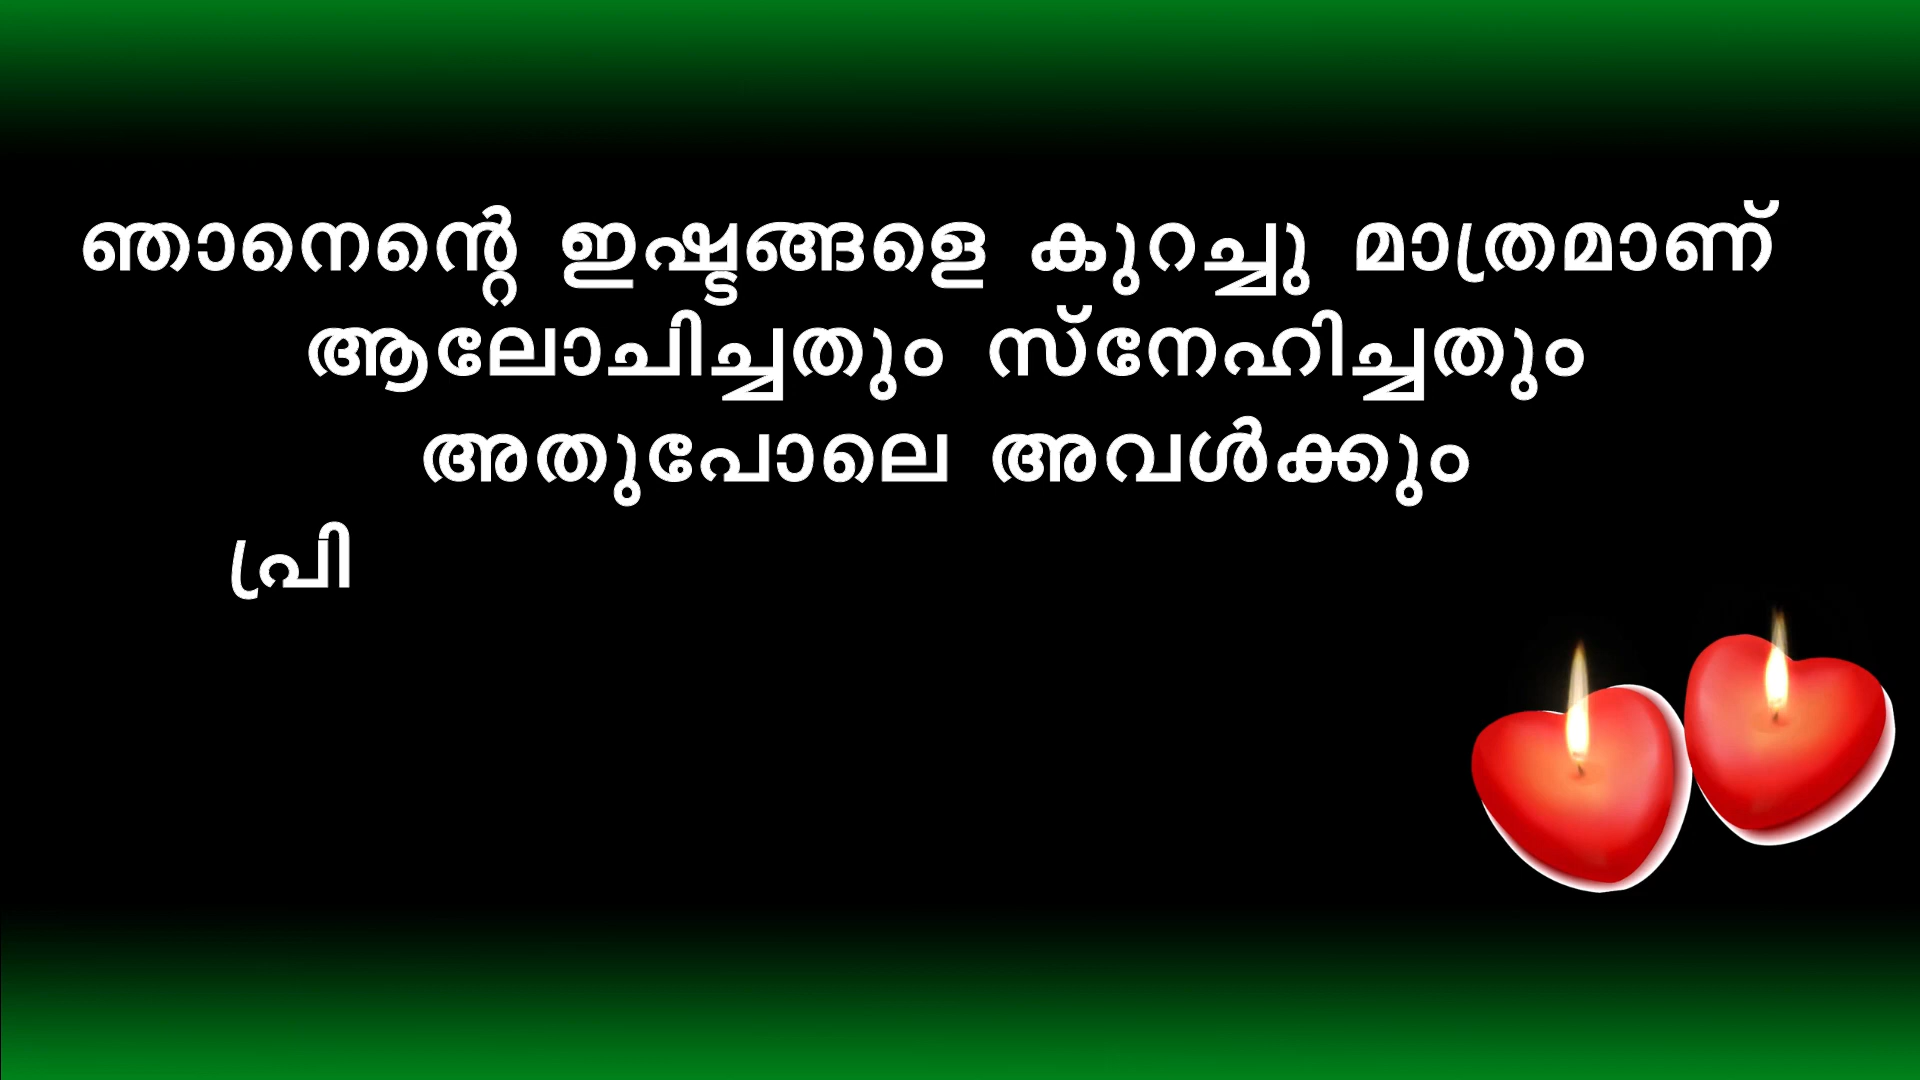 ഞാനെന്റെ ഇഷ്ടങ്ങളെ കുറച്ചു മാത്രമാണ്
ആലോചിച്ചതും സ്നേഹിച്ചതും
അതുപോലെ അവൾക്കും
പ്രി